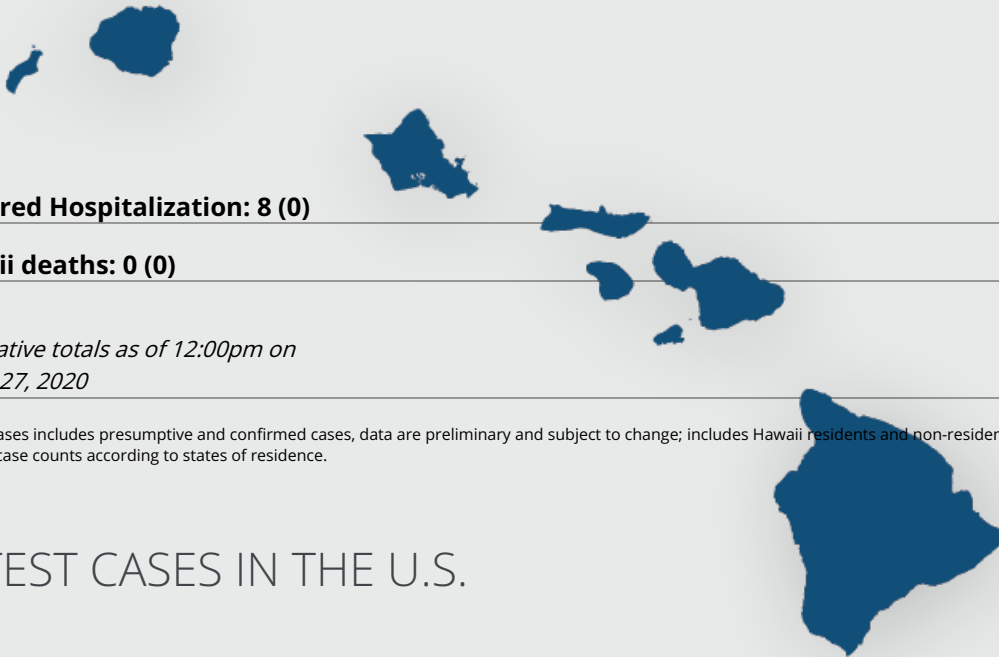 red Hospitalization: 8 (0)
ii deaths: 0 (0)
ative totals as of 12:00pm on
27, 2020
ases includes presumptive and confirmed cases, data are preliminary and subject to change; includes Hawaii residents and non-residen
case counts according to states of residence.
TEST CASES IN THE U.S.